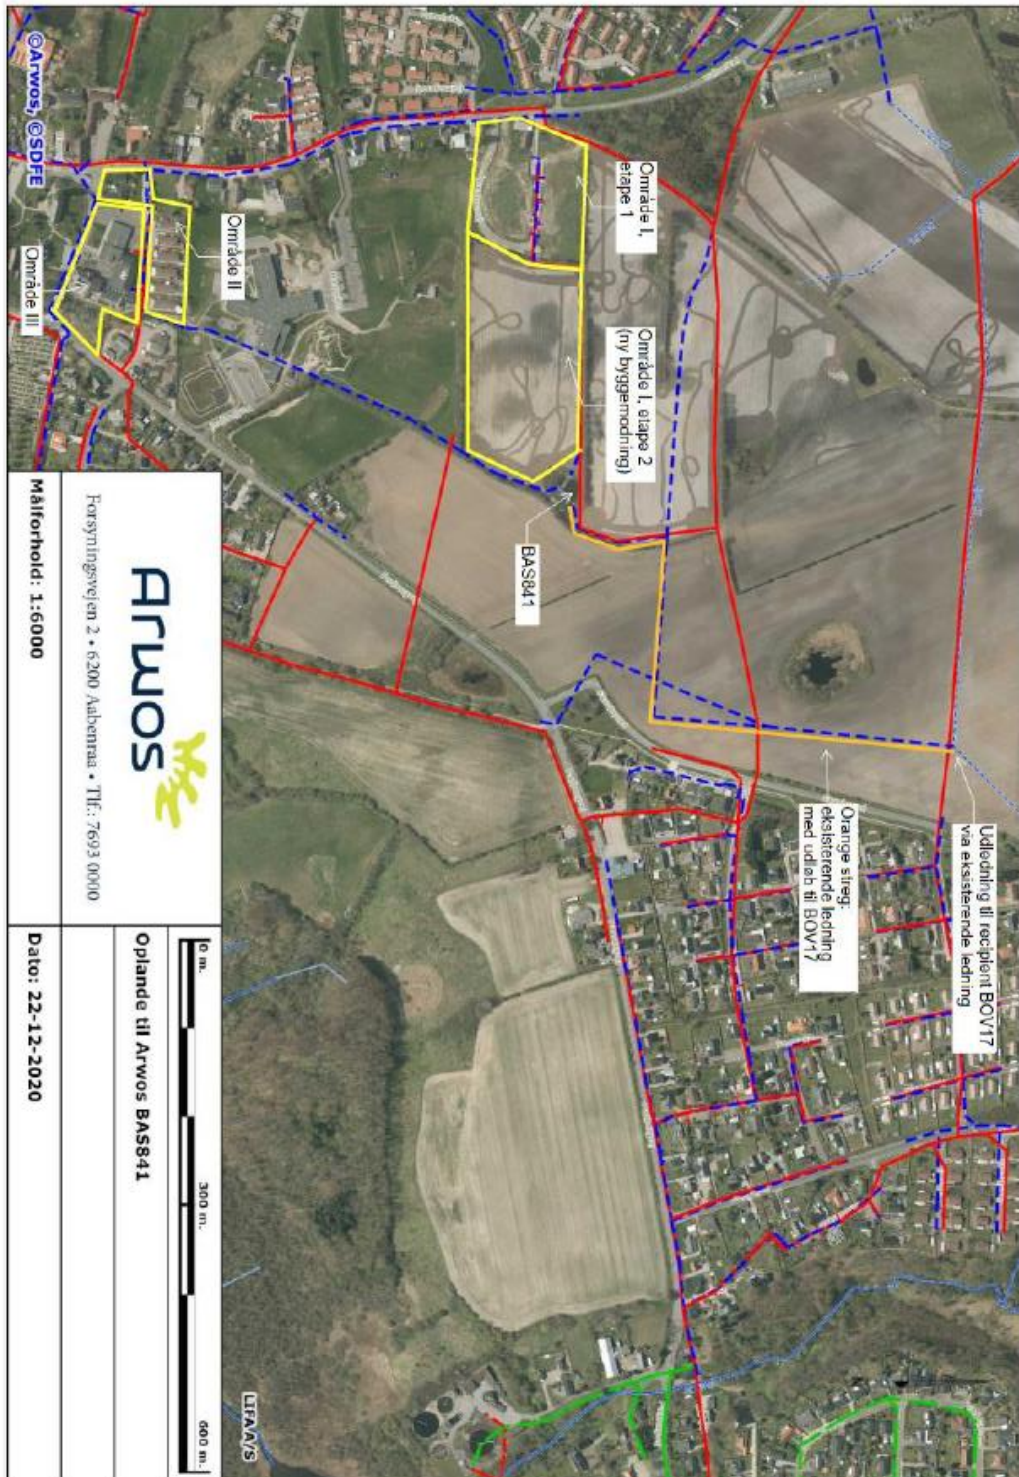 Område I,
etape 1
Område I, etape 2
(ny byggemodning)
Område II
Område III
BAS841
Udledning til recipient BOV17
via eksisterende ledning
Orange streg:
eksisterende ledning
med udløb til BOV17
©Arwos, ©SDFE
LIFA A/S
Arwos
Forsyningsvejen 2 • 6200 Aabenraa • Tlf.: 7693 0000
Målforhold: 1:6000
0 m.
300 m.
600 m.
Oplande til Arwos BAS841
Dato: 22-12-2020